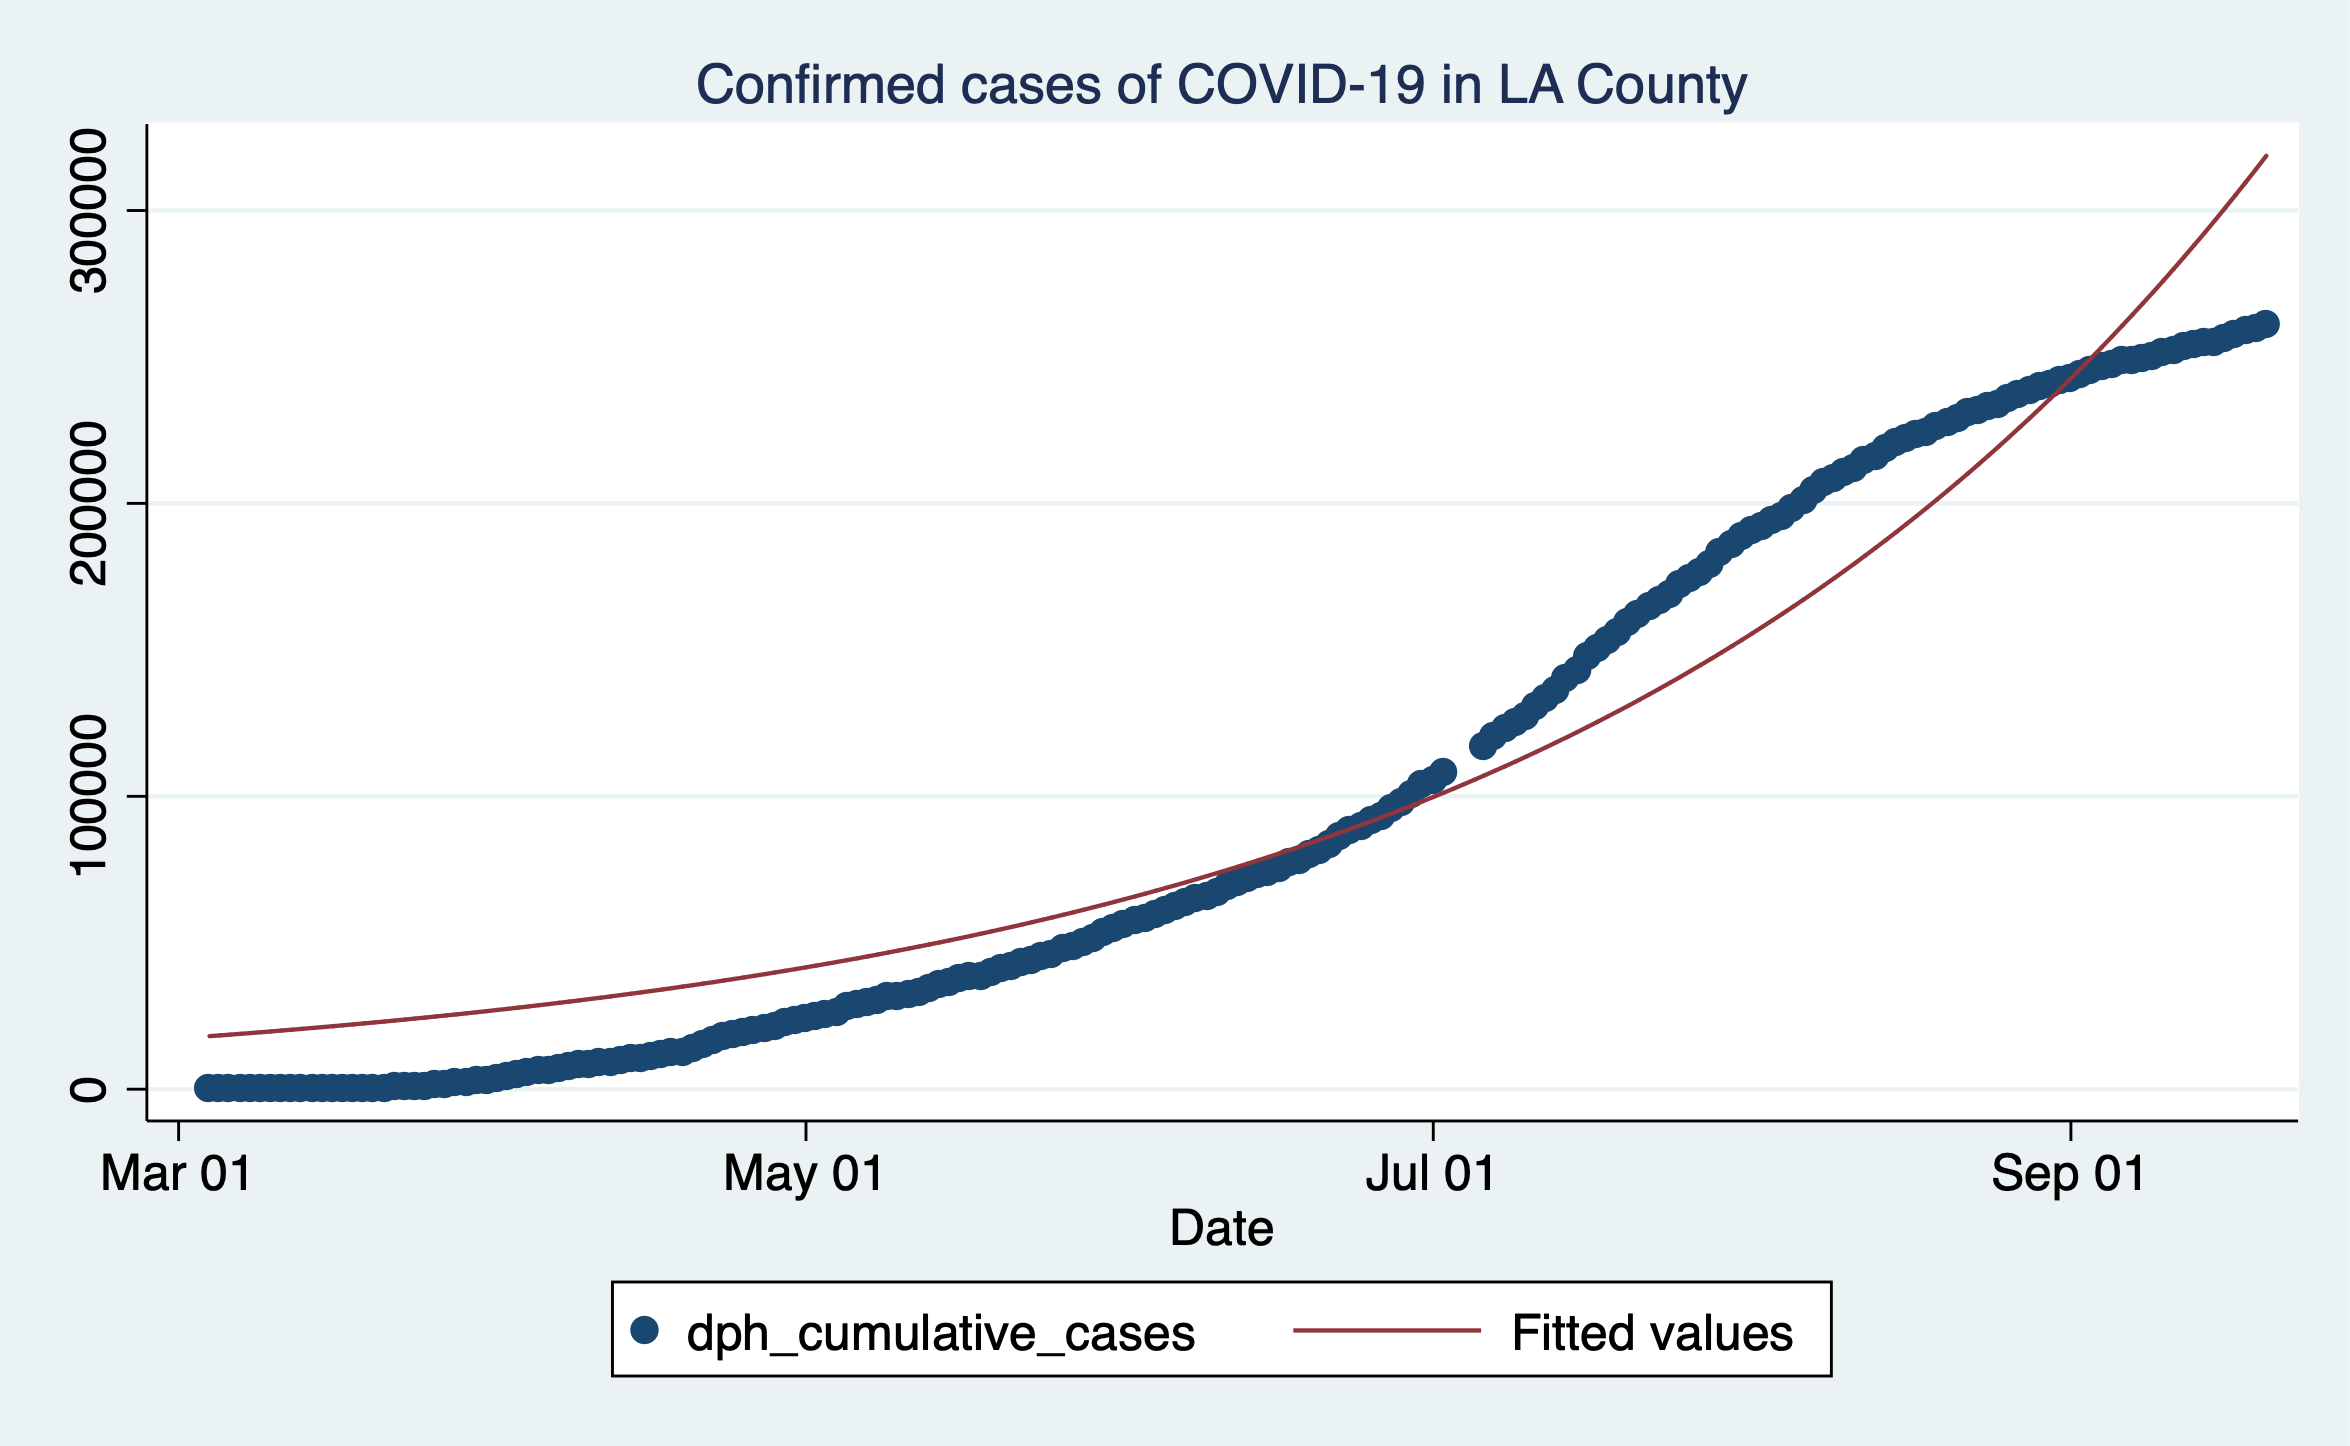 Confirmed cases of COVID-19 in LA County
300000
200000
100000
0
Mar 01
May 01
Jul 01
Sep 01
Date
dph_cumulative_cases
Fitted values